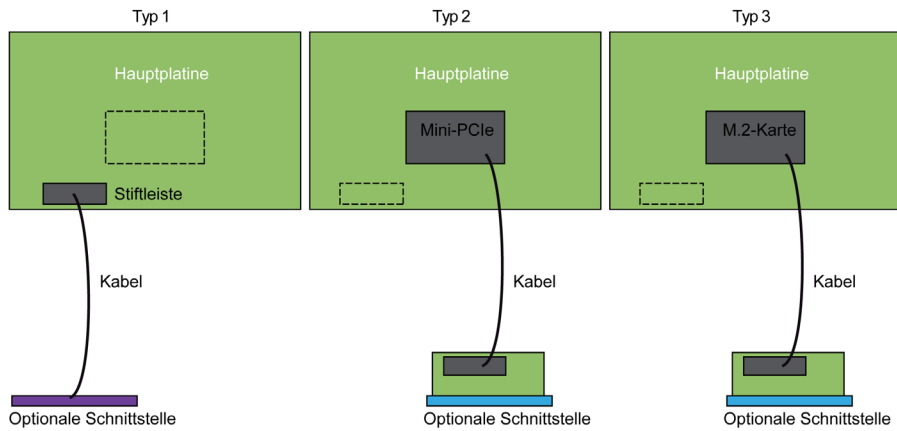 Typ 1
Typ 2
Typ 3
Hauptplatine
Hauptplatine
Hauptplatine
Mini-PCIe
M.2-Karte
Stiftleiste
Kabel
Kabel
Kabel
Optionale Schnittstelle
Optionale Schnittstelle
Optionale Schnittstelle